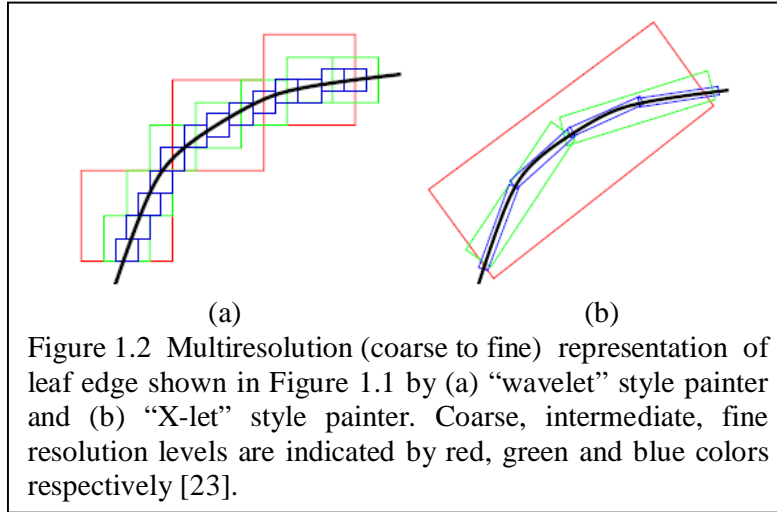 (a) (b)
Figure 1.2 Multiresolution (coarse to fine) representation of
leaf edge shown in Figure 1.1 by (a) “wavelet” style painter
and (b) “X-let” style painter. Coarse, intermediate, fine
resolution levels are indicated by red, green and blue colors
respectively [23].